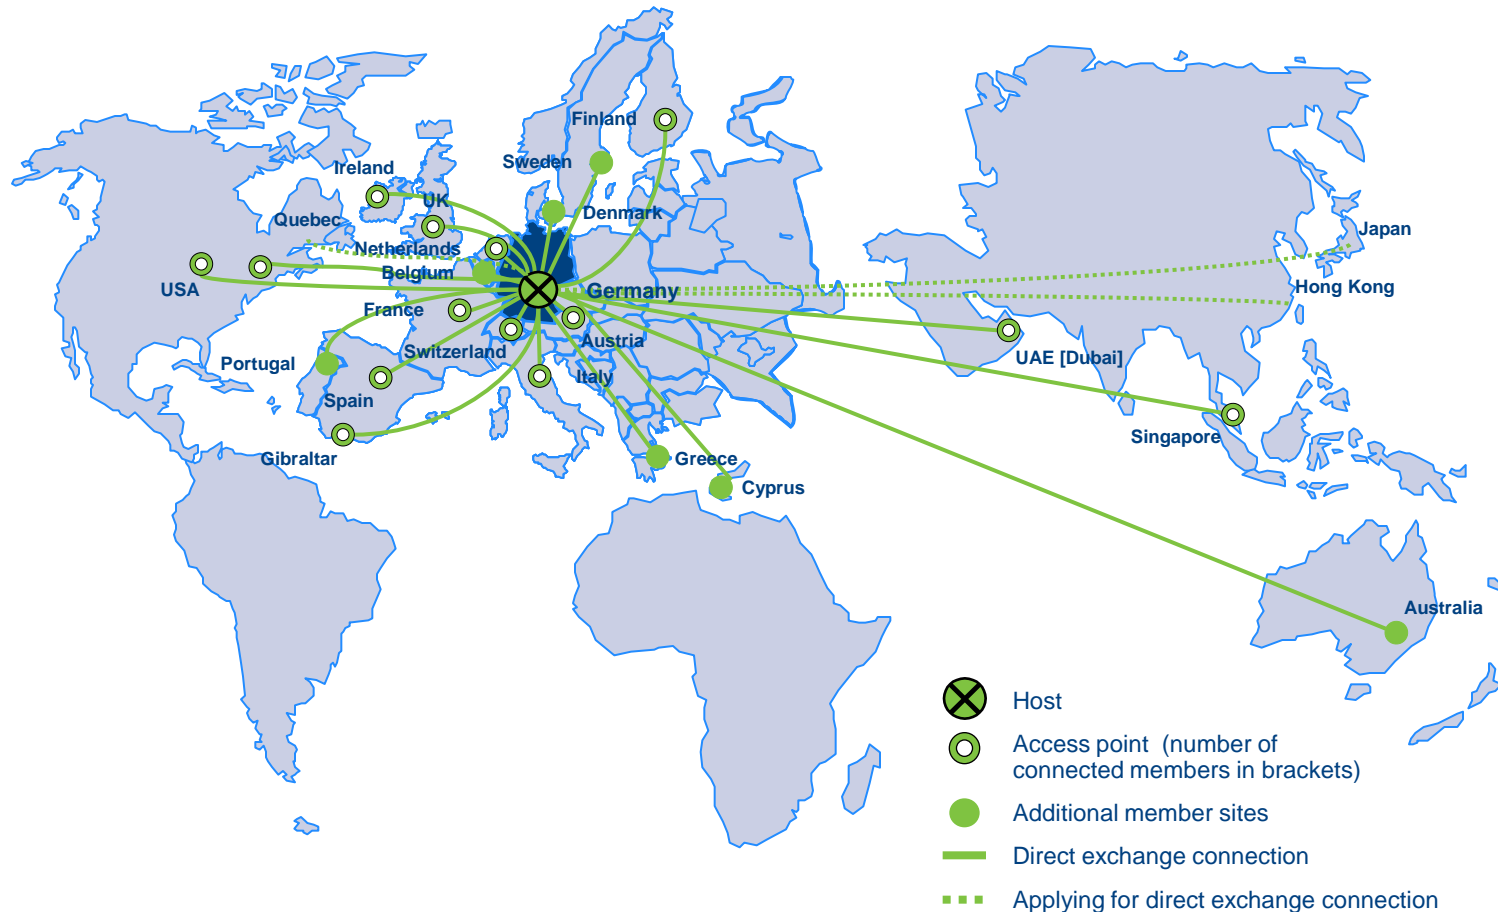 Finland
Sweden
Ireland
UK
Quebec
Denmark
Netherlands
Japan
Belgium
USA
Germany
Hong Kong
France
Austria
Switzerland
UAE [Dubai]
Portugal
Italy
Spain
Singapore
Gibraltar
Greece
Cyprus
Australia
Host
Access point (number of
connected members in brackets)
Additional member sites
Direct exchange connection
Applying for direct exchange connection